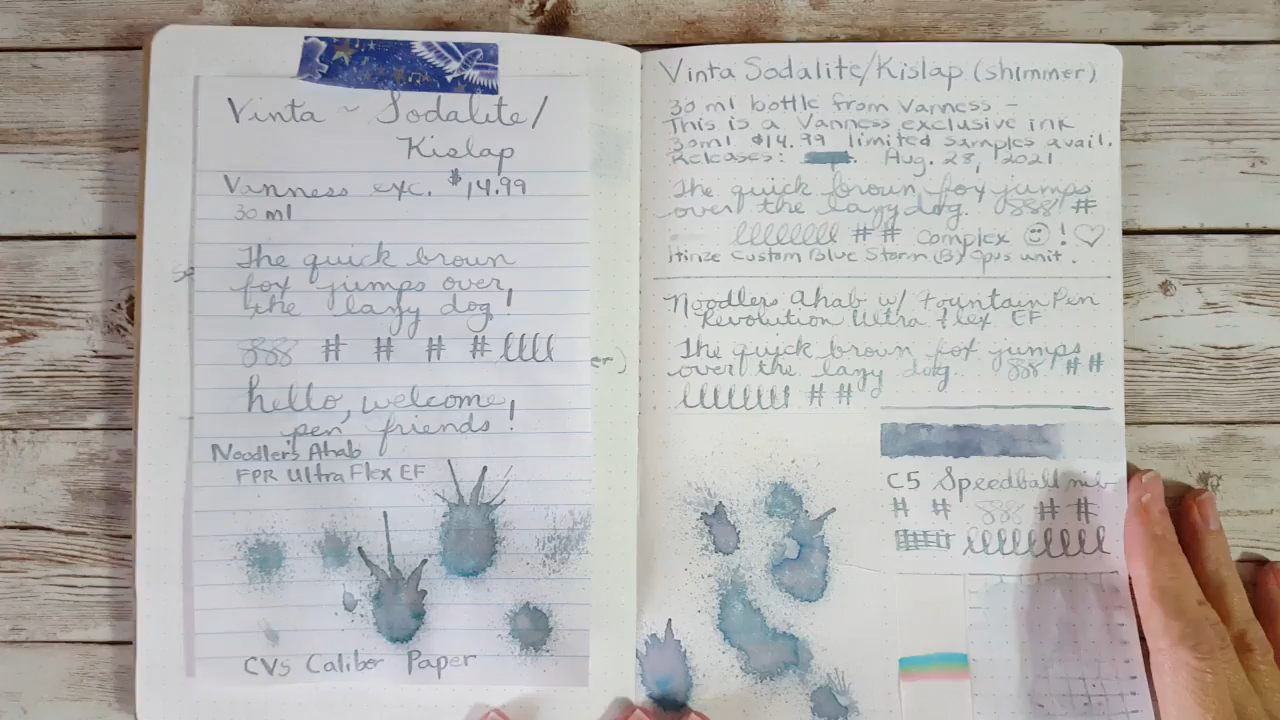 Vinta ~ Sodalite/
Kislap
Vanness exc. $14.99
30 ml
The quick brown
fox jumps over
the lazy dog!
888 # # # # llll
hello, welcome,
pen friends!
Noodler's Ahab
FPR Ultra Flex EF
CVS Caliber Paper
er)
Vinta Sodalite/Kislap (shimmer)
30 ml bottle from Vanness -
This is a Vanness exclusive ink
30ml $14.99 limited samples avail.
Releases: Aug. 28, 2021
The quick brown fox jumps
over the lazy dog. 888 #
llllllll # # complex ☺ ! ♡
Hinze Custom Blue Storm (B) opus unit.
Noodlers Ahab w/ Fountain Pen
Revolution Ultra flex EF
The quick brown fox jumps
over the lazy dog. 888 # #
llllllll # #
C5 Speedball nib
# # 888 # #
lllllllll